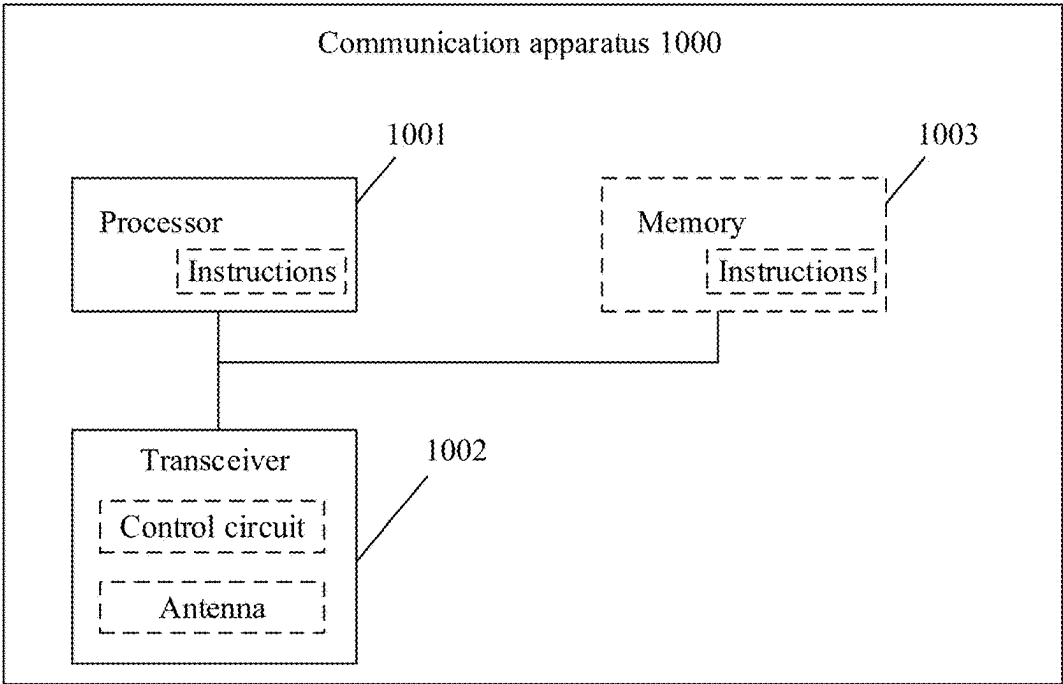 Communication apparatus 1000
1001
1003
Processor
Instructions
Memory
Instructions
1002
Transceiver
Control circuit
Antenna